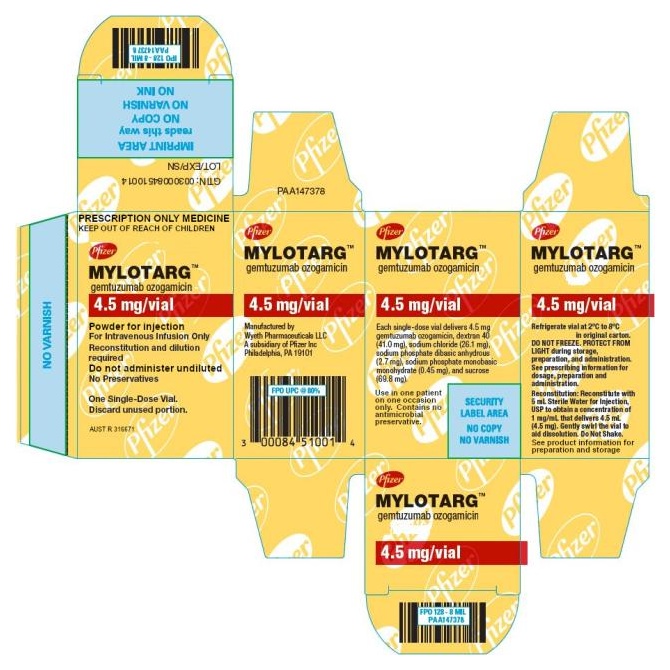 FPO 128 - 8 MIL
PAA147378
IMPRINT AREA
reads this way
NO COPY
NO VARNISH
NO INK
GTIN: 00300084510014
LOT/EXP/SN
PRESCRIPTION ONLY MEDICINE
KEEP OUT OF REACH OF CHILDREN
Pfizer
MYLOTARG™
gemtuzumab ozogamicin
4.5 mg/vial
Powder for injection
For Intravenous Infusion Only
Reconstitution and dilution
required
Do not administer undiluted
No Preservatives
One Single-Dose Vial.
Discard unused portion.
AUST R 316671
NO VARNISH
PAA147378
Pfizer
MYLOTARG™
gemtuzumab ozogamicin
4.5 mg/vial
Manufactured by
Wyeth Pharmaceuticals LLC
A subsidiary of Pfizer Inc
Philadelphia, PA 19101
FPO UPC @ 80%
3 00084 51001 4
Pfizer
MYLOTARG™
gemtuzumab ozogamicin
4.5 mg/vial
Each single-dose vial delivers 4.5 mg
gemtuzumab ozogamicin, dextran 40
(41.0 mg), sodium chloride (26.1 mg),
sodium phosphate dibasic anhydrous
(2.7 mg), sodium phosphate monobasic
monohydrate (0.45 mg), and sucrose
(69.8 mg).
Use in one patient
on one occasion
only. Contains no
antimicrobial
preservative.
SECURITY
LABEL AREA
NO COPY
NO VARNISH
Pfizer
MYLOTARG™
gemtuzumab ozogamicin
4.5 mg/vial
Refrigerate vial at 2ºC to 8ºC
in original carton.
DO NOT FREEZE. PROTECT FROM
LIGHT during storage,
preparation, and administration.
See prescribing information for
dosage, preparation and
administration.
Reconstitution: Reconstitute with
5 mL Sterile Water for Injection,
USP to obtain a concentration of
1 mg/mL that delivers 4.5 mL
(4.5 mg). Gently swirl the vial to
aid dissolution. Do Not Shake.
See product information for
preparation and storage
Pfizer
MYLOTARG™
gemtuzumab ozogamicin
4.5 mg/vial
FPO 128 - 8 MIL
PAA147378